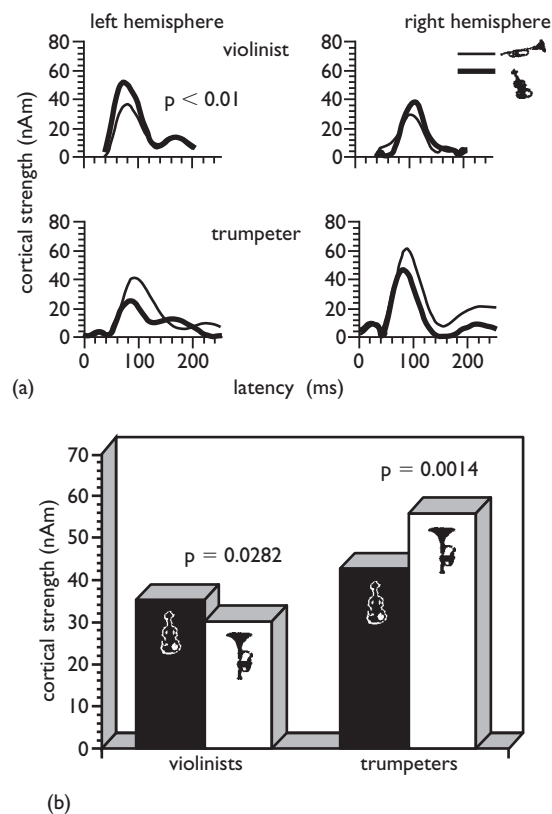 left hemisphere
right hemisphere
violinist
80
60
40
20
0
p < 0.01
80
60
40
20
0
cortical strength (nAm)
trumpeter
80
60
40
20
0
0 100 200
80
60
40
20
0
0 100 200
(a)
latency (ms)
70
60
50
40
30
20
10
0
cortical strength (nAm)
p = 0.0014
p = 0.0282
violinists
trumpeters
(b)